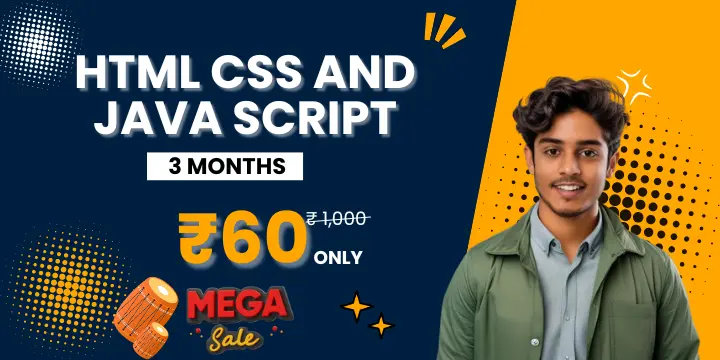 HTML CSS AND
JAVA SCRIPT
3 MONTHS
₹60
₹ 1,000
ONLY
MEGA
Sale